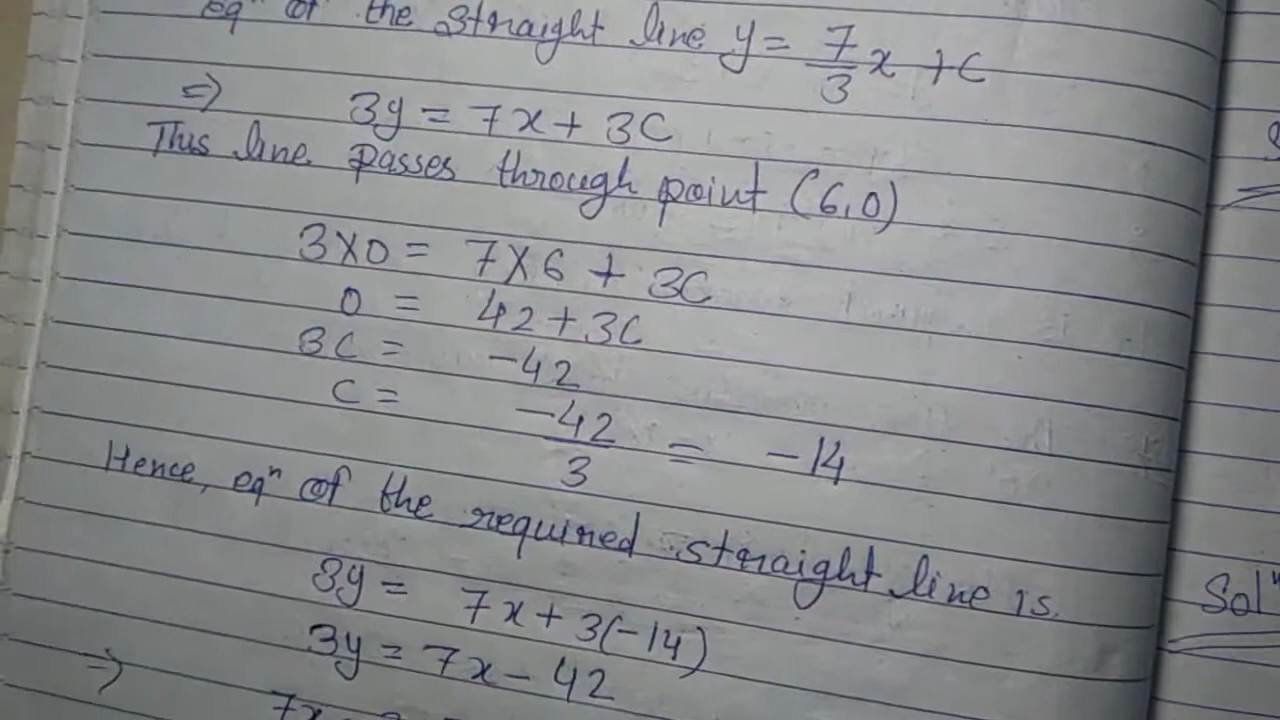 eqⁿ of the straight line y = 7/3 x + c
⇒ 3y = 7x + 3C
This line passes through point (6,0)
3×0 = 7×6 + 3C
0 = 42 + 3C
3C = -42
C = -42/3 = -14
Hence, eqⁿ of the required straight line is
3y = 7x + 3(-14)
3y = 7x - 42
⇒ 7x
Solⁿ